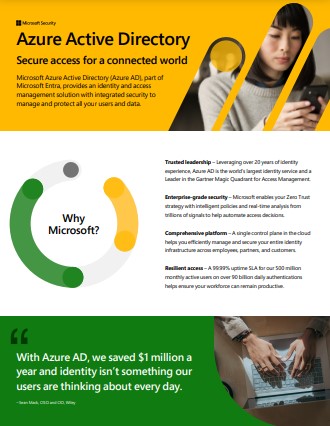 Microsoft Security
Azure Active Directory
Secure access for a connected world
Microsoft Azure Active Directory (Azure AD), part of
Microsoft Entra, provides an identity and access
management solution with integrated security to
manage and protect all your users and data.
Why
Microsoft?
Trusted leadership – Leveraging over 20 years of identity
experience, Azure AD is the world's largest identity service and a
Leader in the Gartner Magic Quadrant for Access Management.
Enterprise-grade security – Microsoft enables your Zero Trust
strategy with intelligent policies and real-time analysis from
trillions of signals to help automate access decisions.
Comprehensive platform – A single control plane in the cloud
helps you efficiently manage and secure your entire identity
infrastructure across employees, partners, and customers.
Resilient access – A 99.99% uptime SLA for our 500 million
monthly active users on over 90 billion daily authentications
helps ensure your workforce can remain productive.
“
With Azure AD, we saved $1 million a
year and identity isn't something our
users are thinking about every day.
– Sean Mack, CISO and CIO, Wiley